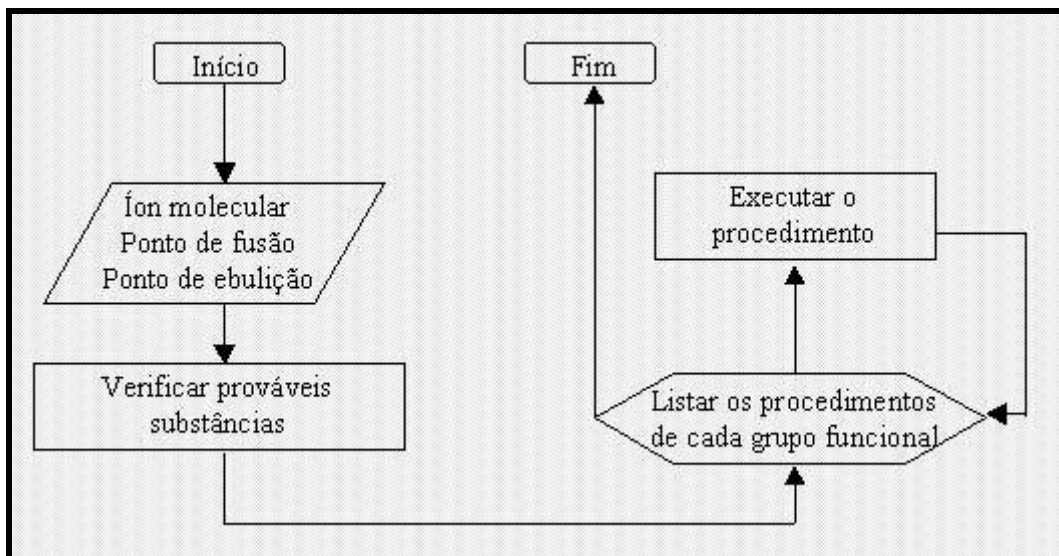 Início
Íon molecular
Ponto de fusão
Ponto de ebulição
Verificar prováveis
substâncias
Fim
Executar o
procedimento
Listar os procedimentos
de cada grupo funcional